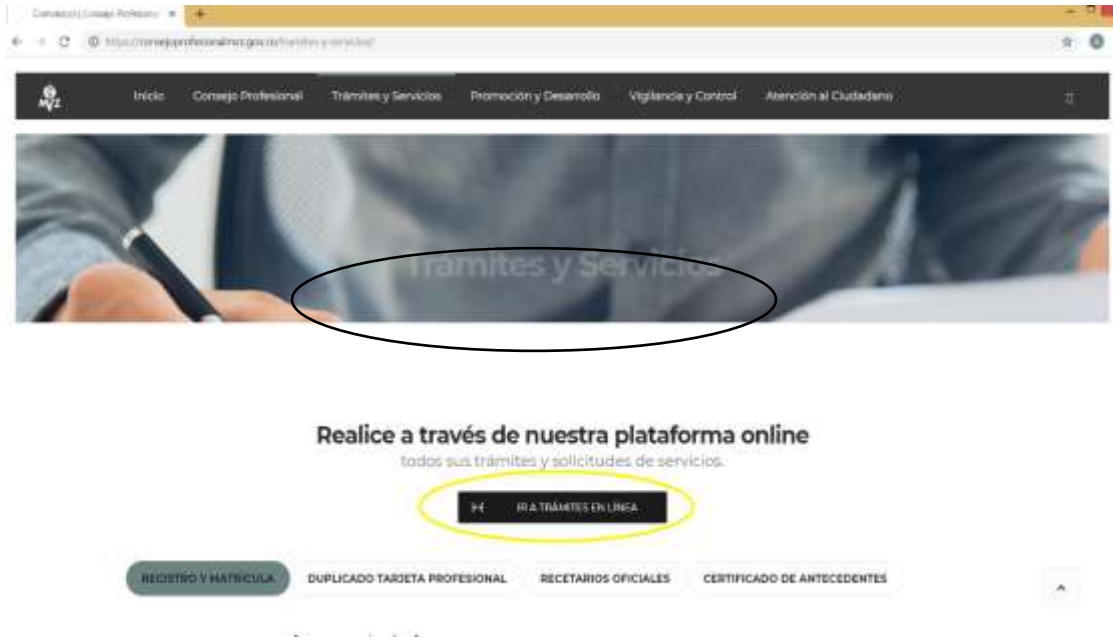 MVZ
Inicio Consejo Profesional Trámites y Servicios Promoción y Desarrollo Vigilancia y Control Atención al Ciudadano
Trámites y Servicios
Realice a través de nuestra plataforma online
todos sus trámites y solicitudes de servicios.
IR A TRÁMITES EN LÍNEA
REGISTRO Y MATRICULA DUPLICADO TARJETA PROFESIONAL RECETARIOS OFICIALES CERTIFICADO DE ANTECEDENTES